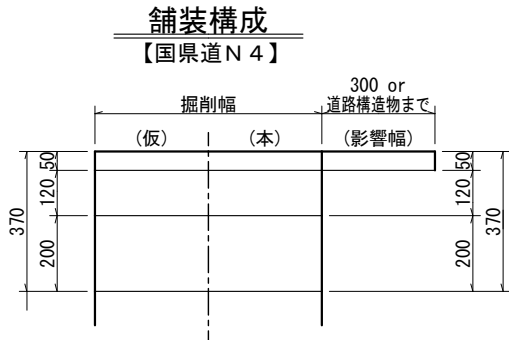 舗装構成
【国県道Ｎ４】
300 or
掘削幅
道路構造物まで
(仮)
(本)
(影響幅)
50
120
200
370
50
120
200
370